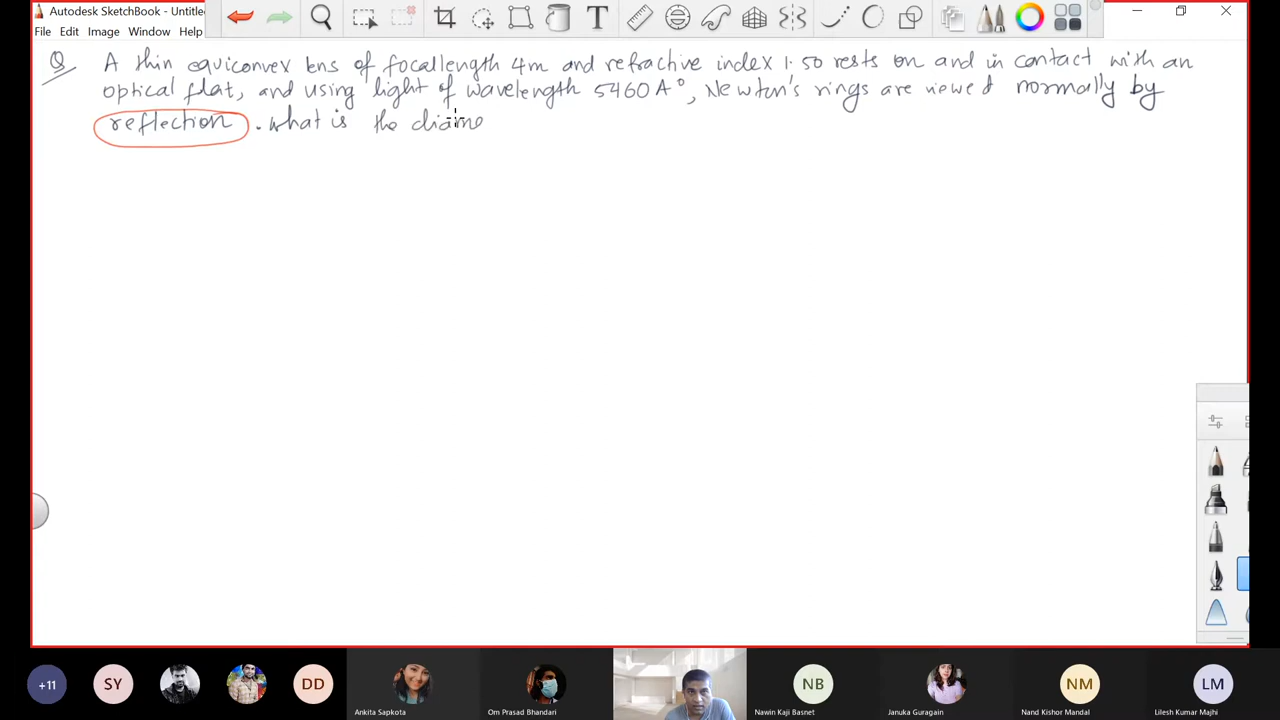 Autodesk SketchBook - Untitle
File Edit Image Window Help
Q A thin equiconvex lens of focal length 4m and refractive index 1.50 rests on and in contact with an
optical flat, and using light of wavelength 5460 A°, Newton's rings are viewed normally by
reflection. What is the diame
+11
SY
DD
Ankita Sapkota
Om Prasad Bhandari
NB
Nawin Kaji Basnet
Januka Guragain
NM
Nand Kishor Mandal
LM
Lilesh Kumar Majhi